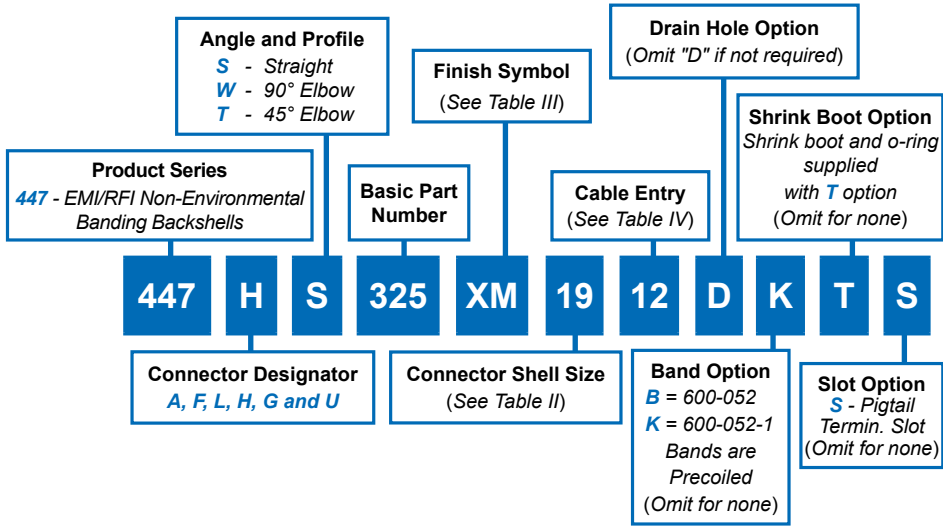 Product Series
447 - EMI/RFI Non-Environmental
Banding Backshells
Angle and Profile
S - Straight
W - 90° Elbow
T - 45° Elbow
Basic Part
Number
Finish Symbol
(See Table III)
Cable Entry
(See Table IV)
Drain Hole Option
(Omit "D" if not required)
Shrink Boot Option
Shrink boot and o-ring
supplied
with T option
(Omit for none)
447 H S 325 XM 19 12 D K T S
Connector Designator
A, F, L, H, G and U
Connector Shell Size
(See Table II)
Band Option
B = 600-052
K = 600-052-1
Bands are
Precoiled
(Omit for none)
Slot Option
S - Pigtail
Termin. Slot
(Omit for none)